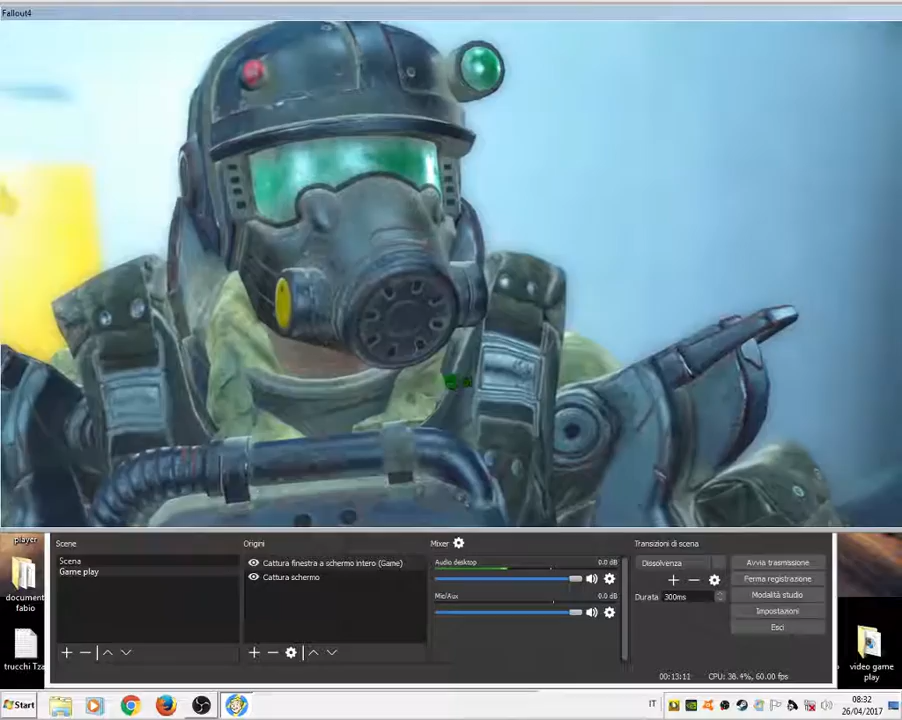 Fallout4
player
Scene
Origini
Mixer
Transizioni di scena
Scena
Game play
Cattura finestra a schermo intero (Game)
Cattura schermo
Audio desktop
0.0 dB
Mic/Aux
0.0 dB
Dissolvenza
Durata
300ms
Avvia trasmissione
Ferma registrazione
Modalità studio
Impostazioni
Esci
document
fabio
trucchi Tza
video game
play
00:13:11
CPU: 38.4%, 60.00 fps
Start
IT
08:32
26/04/2017